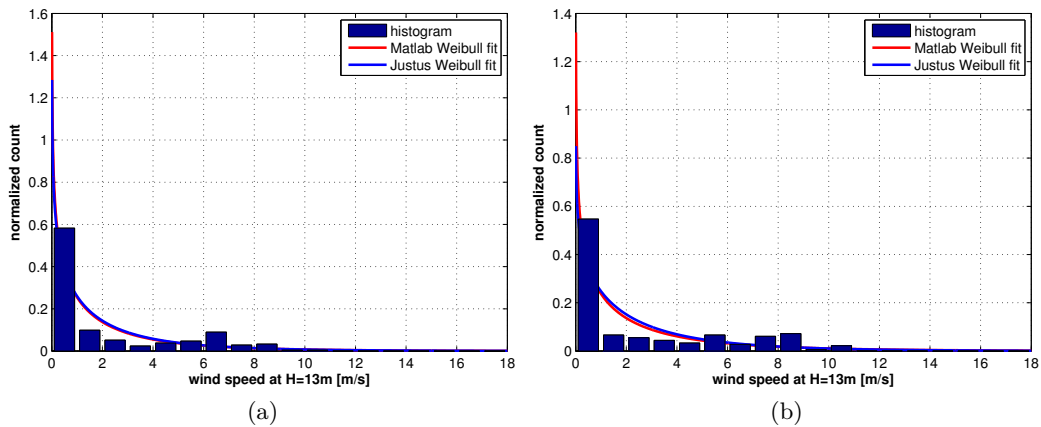 histogram
Matlab Weibull fit
Justus Weibull fit
1.6
1.4
1.2
1
0.8
0.6
0.4
0.2
0
normalized count
0 2 4 6 8 10 12 14 16 18
wind speed at H=13m [m/s]
(a)
histogram
Matlab Weibull fit
Justus Weibull fit
1.4
1.2
1
0.8
0.6
0.4
0.2
0
normalized count
0 2 4 6 8 10 12 14 16 18
wind speed at H=13m [m/s]
(b)